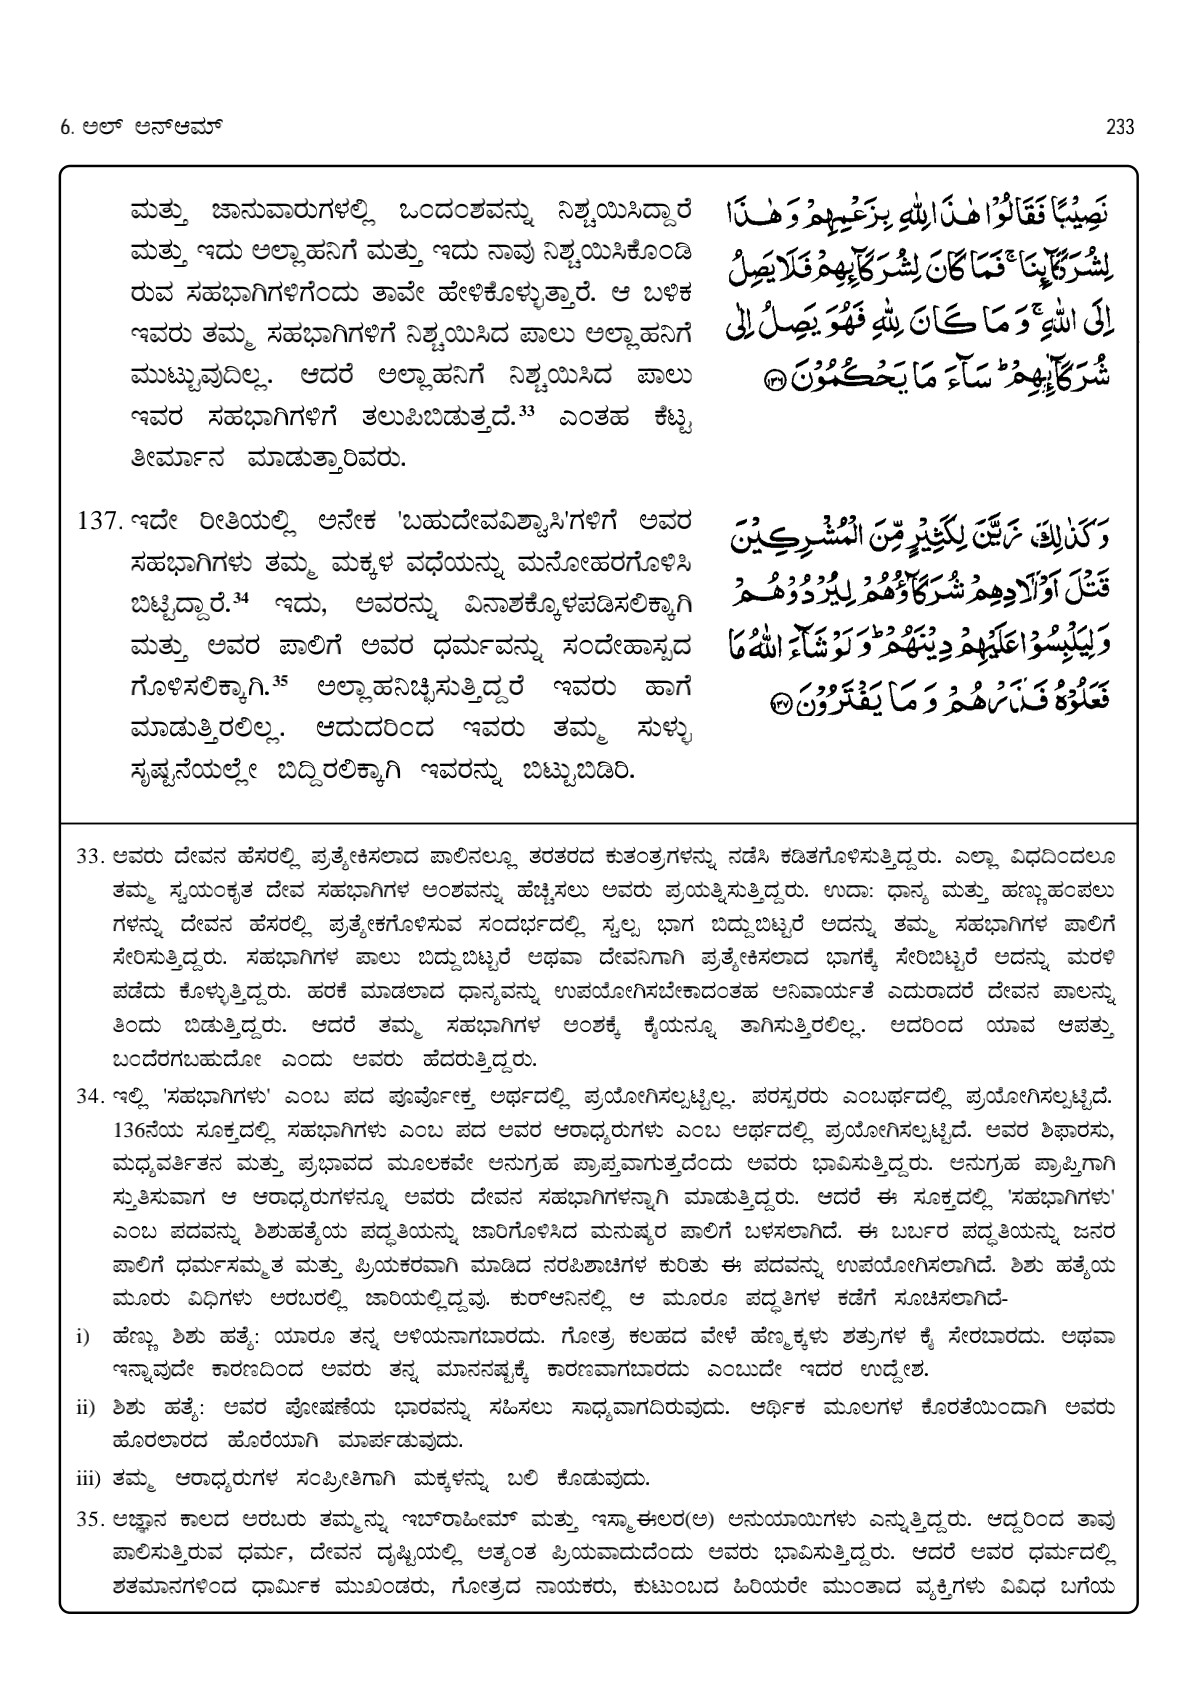 6. ಅಲ್ ಅನ್‌ಆಮ್
233
ಮತ್ತು ಜಾನುವಾರುಗಳಲ್ಲಿ ಒಂದಂಶವನ್ನು ನಿಶ್ಚಯಿಸಿದ್ದಾರೆ
ಮತ್ತು ಇದು ಅಲ್ಲಾಹನಿಗೆ ಮತ್ತು ಇದು ನಾವು ನಿಶ್ಚಯಿಸಿಕೊಂಡಿ
ರುವ ಸಹಭಾಗಿಗಳಿಗೆಂದು ತಾವೇ ಹೇಳಿಕೊಳ್ಳುತ್ತಾರೆ. ಆ ಬಳಿಕ
ಇವರು ತಮ್ಮ ಸಹಭಾಗಿಗಳಿಗೆ ನಿಶ್ಚಯಿಸಿದ ಪಾಲು ಅಲ್ಲಾಹನಿಗೆ
ಮುಟ್ಟುವುದಿಲ್ಲ. ಆದರೆ ಅಲ್ಲಾಹನಿಗೆ ನಿಶ್ಚಯಿಸಿದ ಪಾಲು
ಇವರ ಸಹಭಾಗಿಗಳಿಗೆ ತಲುಪಿಬಿಡುತ್ತದೆ.³³ ಎಂತಹ ಕೆಟ್ಟ
ತೀರ್ಮಾನ ಮಾಡುತ್ತಾರಿವರು.
نَصِيْبًا فَقَالُوْا هٰذَا لِلّٰهِ بِزَعْمِهِمْ وَهٰذَا
لِشُرَكَآئِنَا ۚ فَمَا كَانَ لِشُرَكَآئِهِمْ فَلَا يَصِلُ
اِلَى اللّٰهِ ۚ وَمَا كَانَ لِلّٰهِ فَهُوَ يَصِلُ اِلٰى
شُرَكَآئِهِمْ ؕ سَآءَ مَا يَحْكُمُوْنَ ۝١٣٦
137. ಇದೇ ರೀತಿಯಲ್ಲಿ ಅನೇಕ 'ಬಹುದೇವವಿಶ್ವಾಸಿ'ಗಳಿಗೆ ಅವರ
ಸಹಭಾಗಿಗಳು ತಮ್ಮ ಮಕ್ಕಳ ವಧೆಯನ್ನು ಮನೋಹರಗೊಳಿಸಿ
ಬಿಟ್ಟಿದ್ದಾರೆ.³⁴ ಇದು, ಅವರನ್ನು ವಿನಾಶಕ್ಕೊಳಪಡಿಸಲಿಕ್ಕಾಗಿ
ಮತ್ತು ಅವರ ಪಾಲಿಗೆ ಅವರ ಧರ್ಮವನ್ನು ಸಂದೇಹಾಸ್ಪದ
ಗೊಳಿಸಲಿಕ್ಕಾಗಿ.³⁵ ಅಲ್ಲಾಹನಿಚ್ಛಿಸುತ್ತಿದ್ದರೆ ಇವರು ಹಾಗೆ
ಮಾಡುತ್ತಿರಲಿಲ್ಲ. ಆದುದರಿಂದ ಇವರು ತಮ್ಮ ಸುಳ್ಳು
ಸೃಷ್ಟನೆಯಲ್ಲೇ ಬಿದ್ದಿರಲಿಕ್ಕಾಗಿ ಇವರನ್ನು ಬಿಟ್ಟುಬಿಡಿರಿ.
وَكَذٰلِكَ زَيَّنَ لِكَثِيْرٍ مِّنَ الْمُشْرِكِيْنَ
قَتْلَ اَوْلَادِهِمْ شُرَكَآؤُهُمْ لِيُرْدُوْهُمْ
وَلِيَلْبِسُوْا عَلَيْهِمْ دِيْنَهُمْ ؕ وَلَوْ شَآءَ اللّٰهُ مَا
فَعَلُوْهُ فَذَرْهُمْ وَمَا يَفْتَرُوْنَ ۝١٣٧
33. ಅವರು ದೇವನ ಹೆಸರಲ್ಲಿ ಪ್ರತ್ಯೇಕಿಸಲಾದ ಪಾಲಿನಲ್ಲೂ ತರತರದ ಕುತಂತ್ರಗಳನ್ನು ನಡೆಸಿ ಕಡಿತಗೊಳಿಸುತ್ತಿದ್ದರು. ಎಲ್ಲಾ ವಿಧದಿಂದಲೂ
ತಮ್ಮ ಸ್ವಯಂಕೃತ ದೇವ ಸಹಭಾಗಿಗಳ ಅಂಶವನ್ನು ಹೆಚ್ಚಿಸಲು ಅವರು ಪ್ರಯತ್ನಿಸುತ್ತಿದ್ದರು. ಉದಾ: ಧಾನ್ಯ ಮತ್ತು ಹಣ್ಣುಹಂಪಲು
ಗಳನ್ನು ದೇವನ ಹೆಸರಲ್ಲಿ ಪ್ರತ್ಯೇಕಗೊಳಿಸುವ ಸಂದರ್ಭದಲ್ಲಿ ಸ್ವಲ್ಪ ಭಾಗ ಬಿದ್ದುಬಿಟ್ಟರೆ ಅದನ್ನು ತಮ್ಮ ಸಹಭಾಗಿಗಳ ಪಾಲಿಗೆ
ಸೇರಿಸುತ್ತಿದ್ದರು. ಸಹಭಾಗಿಗಳ ಪಾಲು ಬಿದ್ದುಬಿಟ್ಟರೆ ಅಥವಾ ದೇವನಿಗಾಗಿ ಪ್ರತ್ಯೇಕಿಸಲಾದ ಭಾಗಕ್ಕೆ ಸೇರಿಬಿಟ್ಟರೆ ಅದನ್ನು ಮರಳಿ
ಪಡೆದು ಕೊಳ್ಳುತ್ತಿದ್ದರು. ಹರಕೆ ಮಾಡಲಾದ ಧಾನ್ಯವನ್ನು ಉಪಯೋಗಿಸಬೇಕಾದಂತಹ ಅನಿವಾರ್ಯತೆ ಎದುರಾದರೆ ದೇವನ ಪಾಲನ್ನು
ತಿಂದು ಬಿಡುತ್ತಿದ್ದರು. ಆದರೆ ತಮ್ಮ ಸಹಭಾಗಿಗಳ ಅಂಶಕ್ಕೆ ಕೈಯನ್ನೂ ತಾಗಿಸುತ್ತಿರಲಿಲ್ಲ. ಅದರಿಂದ ಯಾವ ಆಪತ್ತು
ಬಂದೆರಗಬಹುದೋ ಎಂದು ಅವರು ಹೆದರುತ್ತಿದ್ದರು.
34. ಇಲ್ಲಿ 'ಸಹಭಾಗಿಗಳು' ಎಂಬ ಪದ ಪೂರ್ವೋಕ್ತ ಅರ್ಥದಲ್ಲಿ ಪ್ರಯೋಗಿಸಲ್ಪಟ್ಟಿಲ್ಲ. ಪರಸ್ಪರರು ಎಂಬರ್ಥದಲ್ಲಿ ಪ್ರಯೋಗಿಸಲ್ಪಟ್ಟಿದೆ.
136ನೆಯ ಸೂಕ್ತದಲ್ಲಿ ಸಹಭಾಗಿಗಳು ಎಂಬ ಪದ ಅವರ ಆರಾಧ್ಯರುಗಳು ಎಂಬ ಅರ್ಥದಲ್ಲಿ ಪ್ರಯೋಗಿಸಲ್ಪಟ್ಟಿದೆ. ಅವರ ಶಿಫಾರಸು,
ಮಧ್ಯವರ್ತಿತನ ಮತ್ತು ಪ್ರಭಾವದ ಮೂಲಕವೇ ಅನುಗ್ರಹ ಪ್ರಾಪ್ತವಾಗುತ್ತದೆಂದು ಅವರು ಭಾವಿಸುತ್ತಿದ್ದರು. ಅನುಗ್ರಹ ಪ್ರಾಪ್ತಿಗಾಗಿ
ಸ್ತುತಿಸುವಾಗ ಆ ಆರಾಧ್ಯರುಗಳನ್ನೂ ಅವರು ದೇವನ ಸಹಭಾಗಿಗಳನ್ನಾಗಿ ಮಾಡುತ್ತಿದ್ದರು. ಆದರೆ ಈ ಸೂಕ್ತದಲ್ಲಿ 'ಸಹಭಾಗಿಗಳು'
ಎಂಬ ಪದವನ್ನು ಶಿಶುಹತ್ಯೆಯ ಪದ್ಧತಿಯನ್ನು ಜಾರಿಗೊಳಿಸಿದ ಮನುಷ್ಯರ ಪಾಲಿಗೆ ಬಳಸಲಾಗಿದೆ. ಈ ಬರ್ಬರ ಪದ್ಧತಿಯನ್ನು ಜನರ
ಪಾಲಿಗೆ ಧರ್ಮಸಮ್ಮತ ಮತ್ತು ಪ್ರಿಯಕರವಾಗಿ ಮಾಡಿದ ನರಪಿಶಾಚಿಗಳ ಕುರಿತು ಈ ಪದವನ್ನು ಉಪಯೋಗಿಸಲಾಗಿದೆ. ಶಿಶು ಹತ್ಯೆಯ
ಮೂರು ವಿಧಿಗಳು ಅರಬರಲ್ಲಿ ಜಾರಿಯಲ್ಲಿದ್ದವು. ಕುರ್‌ಆನಿನಲ್ಲಿ ಆ ಮೂರೂ ಪದ್ಧತಿಗಳ ಕಡೆಗೆ ಸೂಚಿಸಲಾಗಿದೆ-
i) ಹೆಣ್ಣು ಶಿಶು ಹತ್ಯೆ: ಯಾರೂ ತನ್ನ ಅಳಿಯನಾಗಬಾರದು. ಗೋತ್ರ ಕಲಹದ ವೇಳೆ ಹೆಣ್ಮಕ್ಕಳು ಶತ್ರುಗಳ ಕೈ ಸೇರಬಾರದು. ಅಥವಾ
ಇನ್ನಾವುದೇ ಕಾರಣದಿಂದ ಅವರು ತನ್ನ ಮಾನನಷ್ಟಕ್ಕೆ ಕಾರಣವಾಗಬಾರದು ಎಂಬುದೇ ಇದರ ಉದ್ದೇಶ.
ii) ಶಿಶು ಹತ್ಯೆ: ಅವರ ಪೋಷಣೆಯ ಭಾರವನ್ನು ಸಹಿಸಲು ಸಾಧ್ಯವಾಗದಿರುವುದು. ಆರ್ಥಿಕ ಮೂಲಗಳ ಕೊರತೆಯಿಂದಾಗಿ ಅವರು
ಹೊರಲಾರದ ಹೊರೆಯಾಗಿ ಮಾರ್ಪಡುವುದು.
iii) ತಮ್ಮ ಆರಾಧ್ಯರುಗಳ ಸಂಪ್ರೀತಿಗಾಗಿ ಮಕ್ಕಳನ್ನು ಬಲಿ ಕೊಡುವುದು.
35. ಅಜ್ಞಾನ ಕಾಲದ ಅರಬರು ತಮ್ಮನ್ನು ಇಬ್‌ರಾಹೀಮ್ ಮತ್ತು ಇಸ್ಮಾಈಲರ(ಅ) ಅನುಯಾಯಿಗಳು ಎನ್ನುತ್ತಿದ್ದರು. ಆದ್ದರಿಂದ ತಾವು
ಪಾಲಿಸುತ್ತಿರುವ ಧರ್ಮ, ದೇವನ ದೃಷ್ಟಿಯಲ್ಲಿ ಅತ್ಯಂತ ಪ್ರಿಯವಾದುದೆಂದು ಅವರು ಭಾವಿಸುತ್ತಿದ್ದರು. ಆದರೆ ಅವರ ಧರ್ಮದಲ್ಲಿ
ಶತಮಾನಗಳಿಂದ ಧಾರ್ಮಿಕ ಮುಖಂಡರು, ಗೋತ್ರದ ನಾಯಕರು, ಕುಟುಂಬದ ಹಿರಿಯರೇ ಮುಂತಾದ ವ್ಯಕ್ತಿಗಳು ವಿವಿಧ ಬಗೆಯ